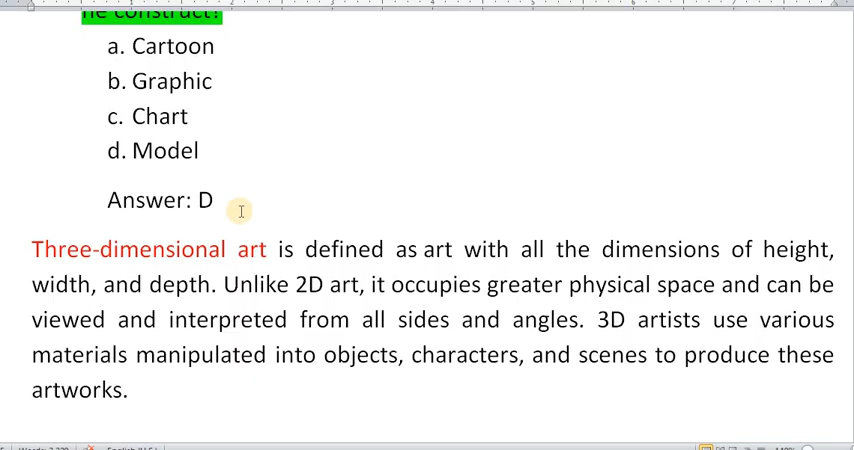 he construct?
a. Cartoon
b. Graphic
c. Chart
d. Model
Answer: D
Three-dimensional art is defined as art with all the dimensions of height,
width, and depth. Unlike 2D art, it occupies greater physical space and can be
viewed and interpreted from all sides and angles. 3D artists use various
materials manipulated into objects, characters, and scenes to produce these
artworks.